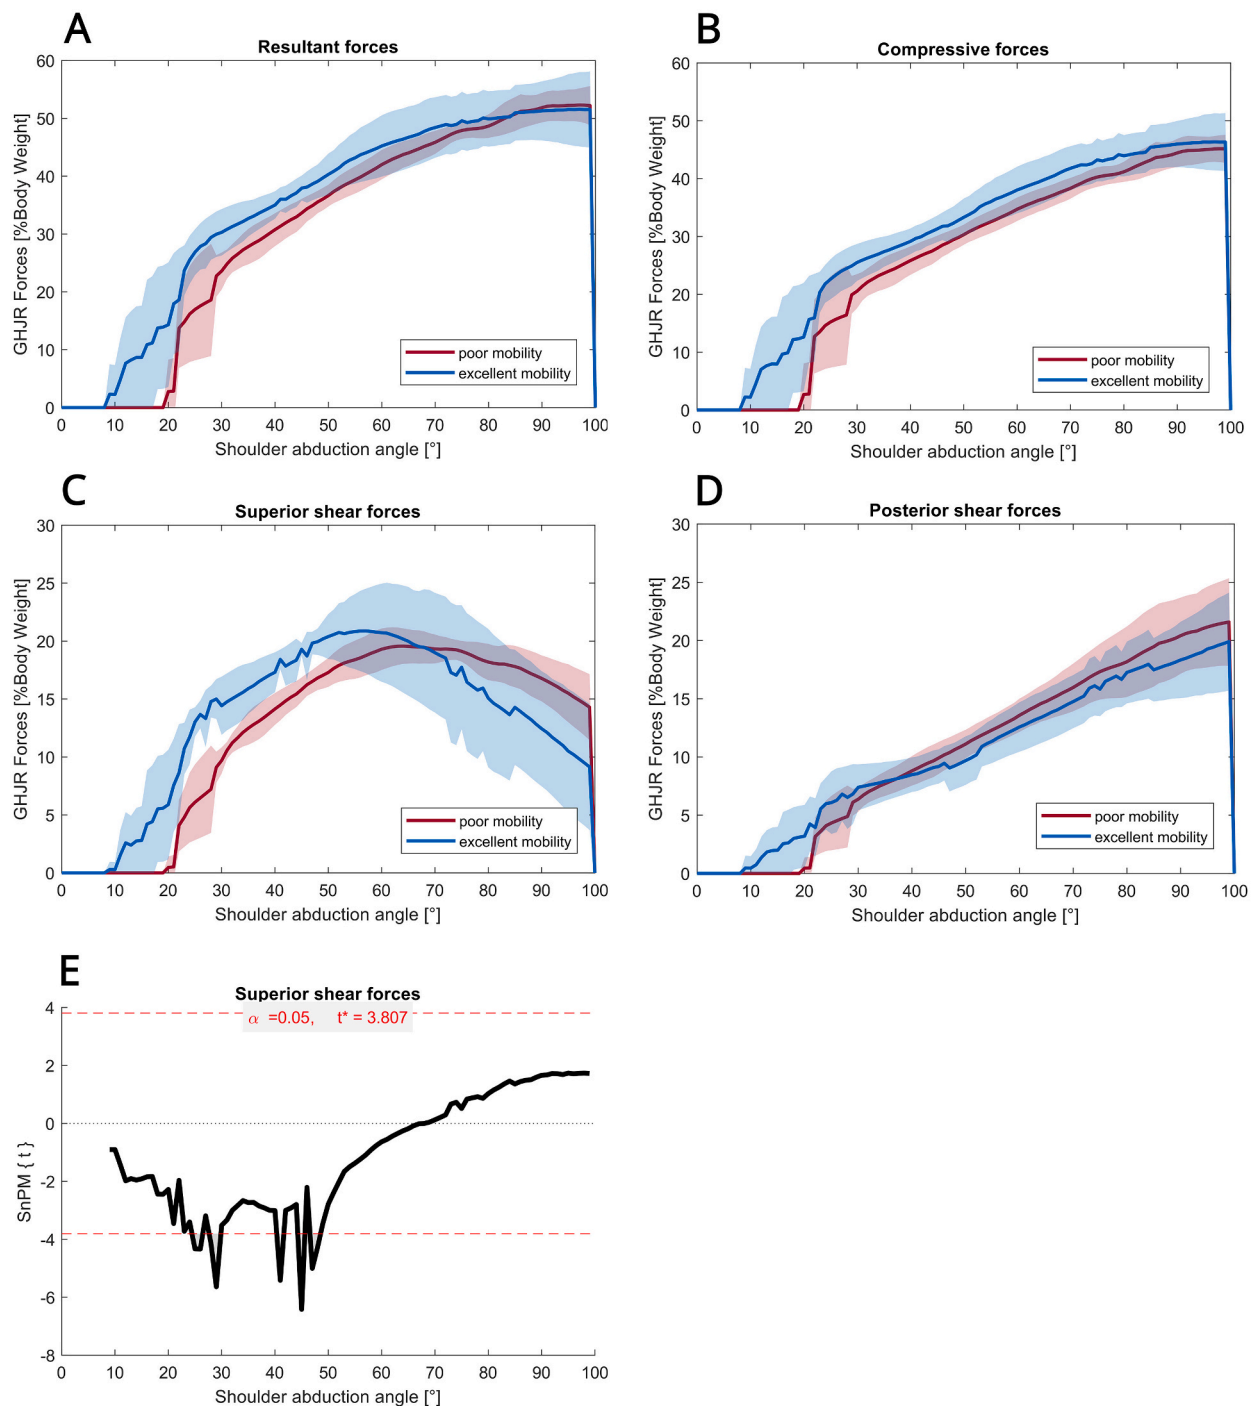 A
Resultant forces
60
50
40
30
20
10
0
GHJR Forces [%Body Weight]
poor mobility
excellent mobility
0 10 20 30 40 50 60 70 80 90 100
Shoulder abduction angle [°]
B
Compressive forces
60
50
40
30
20
10
0
GHJR Forces [%Body Weight]
poor mobility
excellent mobility
0 10 20 30 40 50 60 70 80 90 100
Shoulder abduction angle [°]
C
Superior shear forces
30
25
20
15
10
5
0
GHJR Forces [%Body Weight]
poor mobility
excellent mobility
0 10 20 30 40 50 60 70 80 90 100
Shoulder abduction angle [°]
D
Posterior shear forces
30
25
20
15
10
5
0
GHJR Forces [%Body Weight]
poor mobility
excellent mobility
0 10 20 30 40 50 60 70 80 90 100
Shoulder abduction angle [°]
E
Superior shear forces
α =0.05, t* = 3.807
4
2
0
-2
-4
-6
-8
SnPM { t }
0 10 20 30 40 50 60 70 80 90 100
Shoulder abduction angle [°]